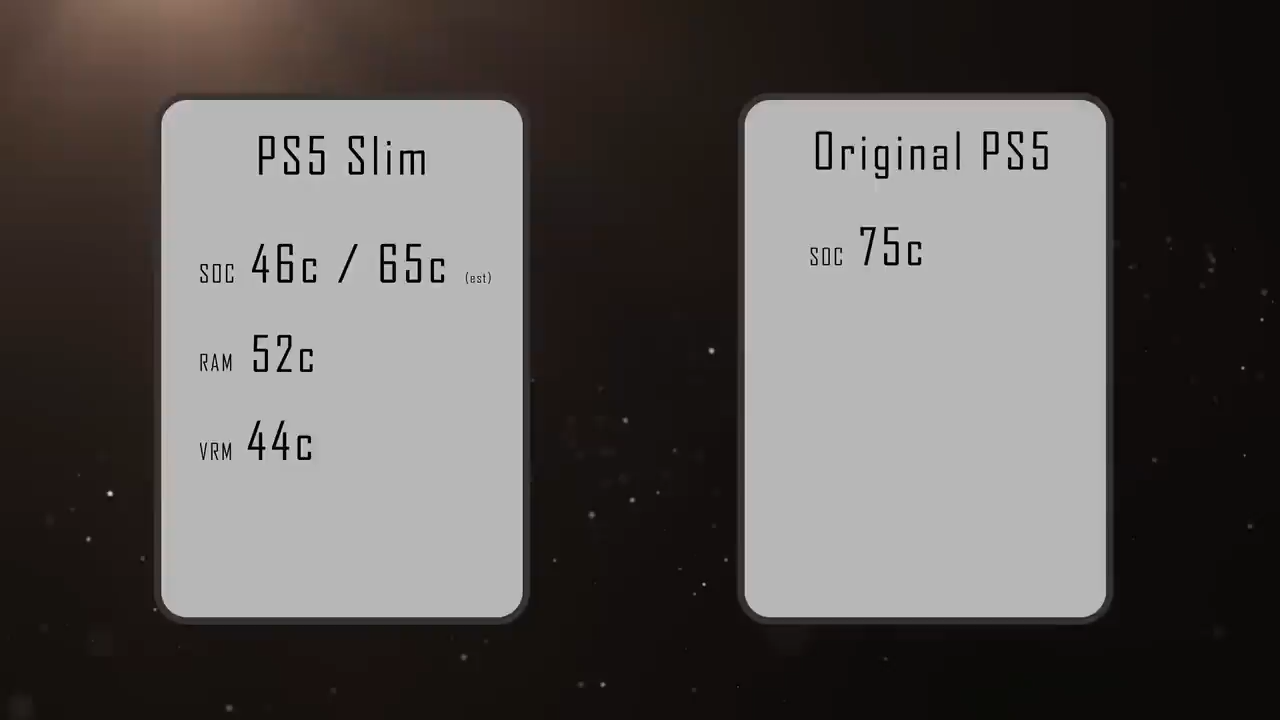 PS5 Slim
SOC 46c / 65c (est)
RAM 52c
VRM 44c
Original PS5
SOC 75c